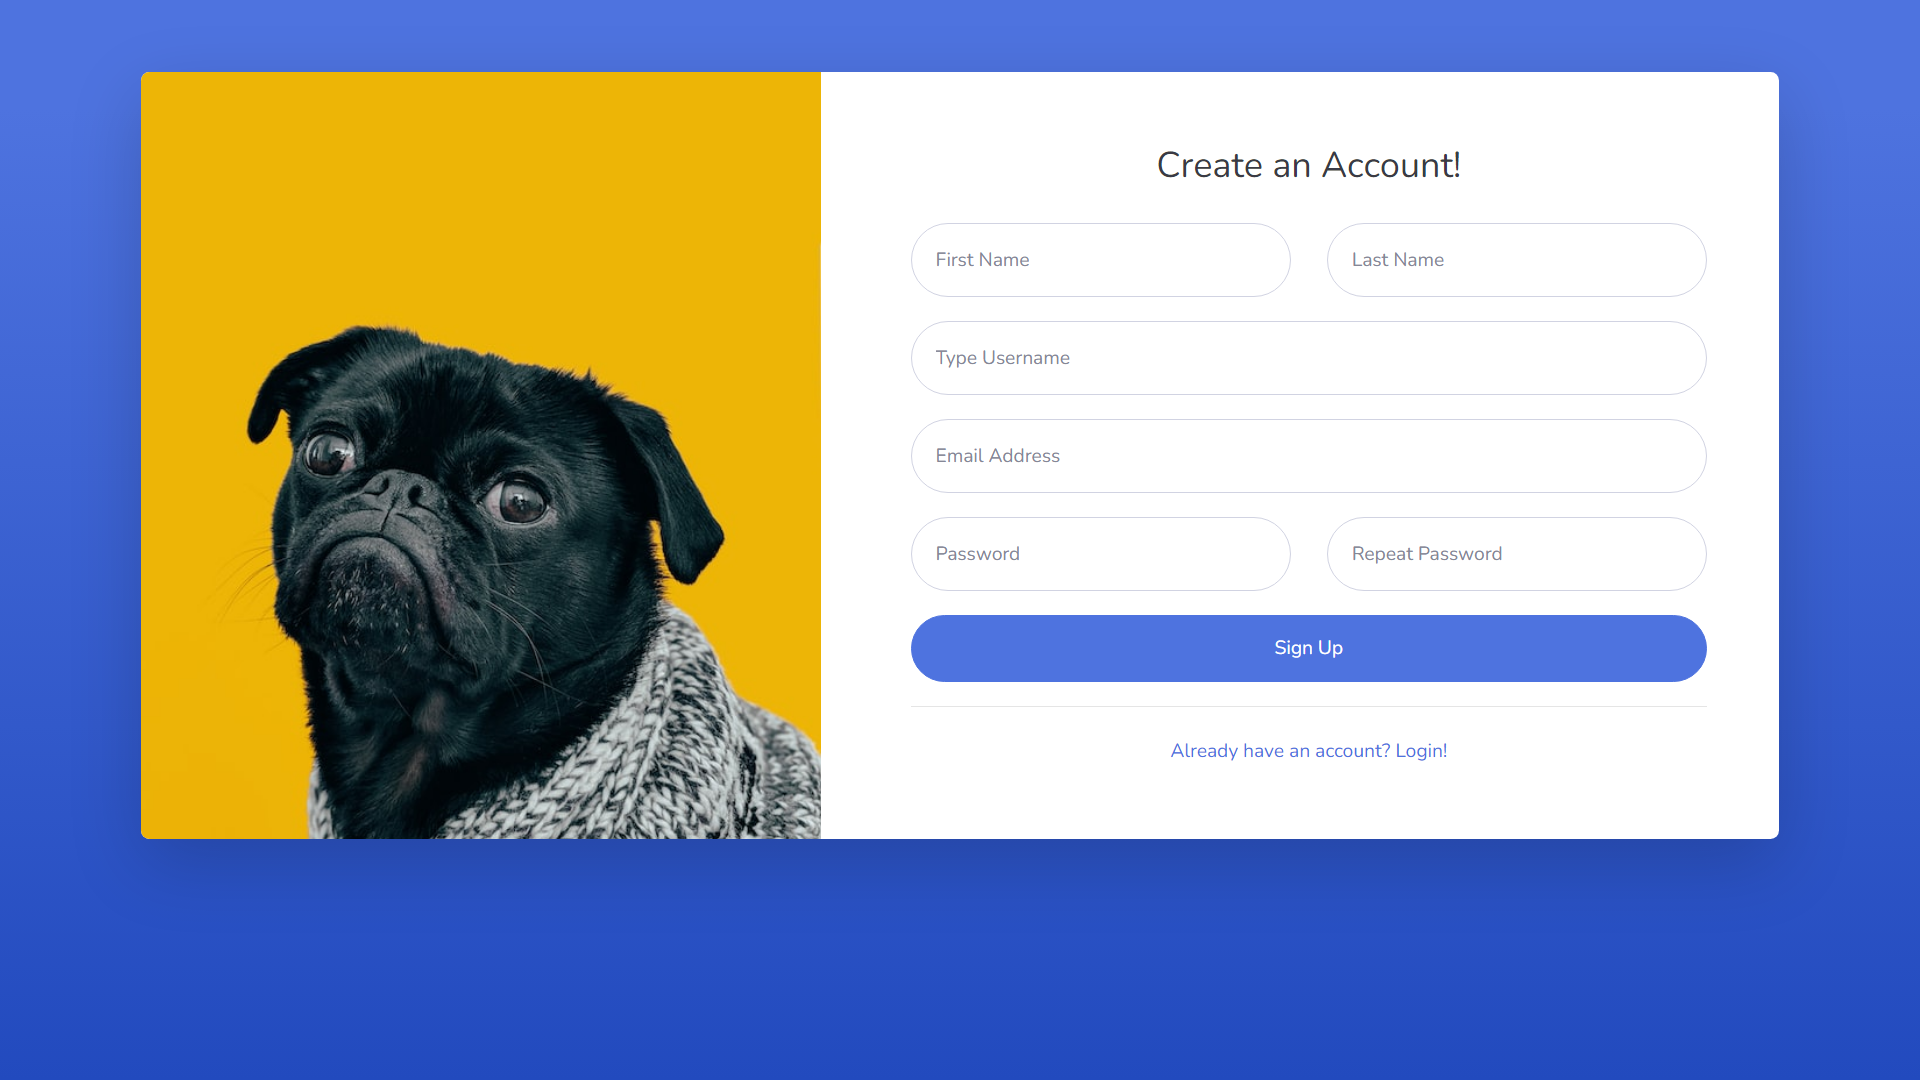 Create an Account!
First Name
Last Name
Type Username
Email Address
Password
Repeat Password
Sign Up
Already have an account? Login!